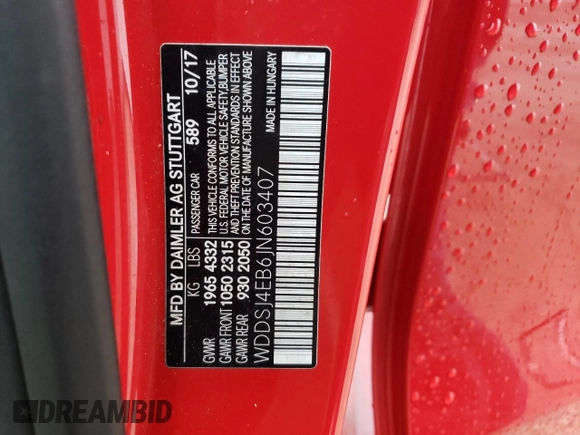 MFD BY DAIMLER AG STUTTGART
KG LBS PASSENGER CAR 589 10/17
GVWR 1965 4332 THIS VEHICLE CONFORMS TO ALL APPLICABLE
GAWR FRONT 1050 2315 U.S. FEDERAL MOTOR VEHICLE SAFETY,BUMPER
AND THEFT PREVENTION STANDARDS IN EFFECT
GAWR REAR 930 2050 ON THE DATE OF MANUFACTURE SHOWN ABOVE
WDDSJ4EB6JN603407 MADE IN HUNGARY
DREAMBID